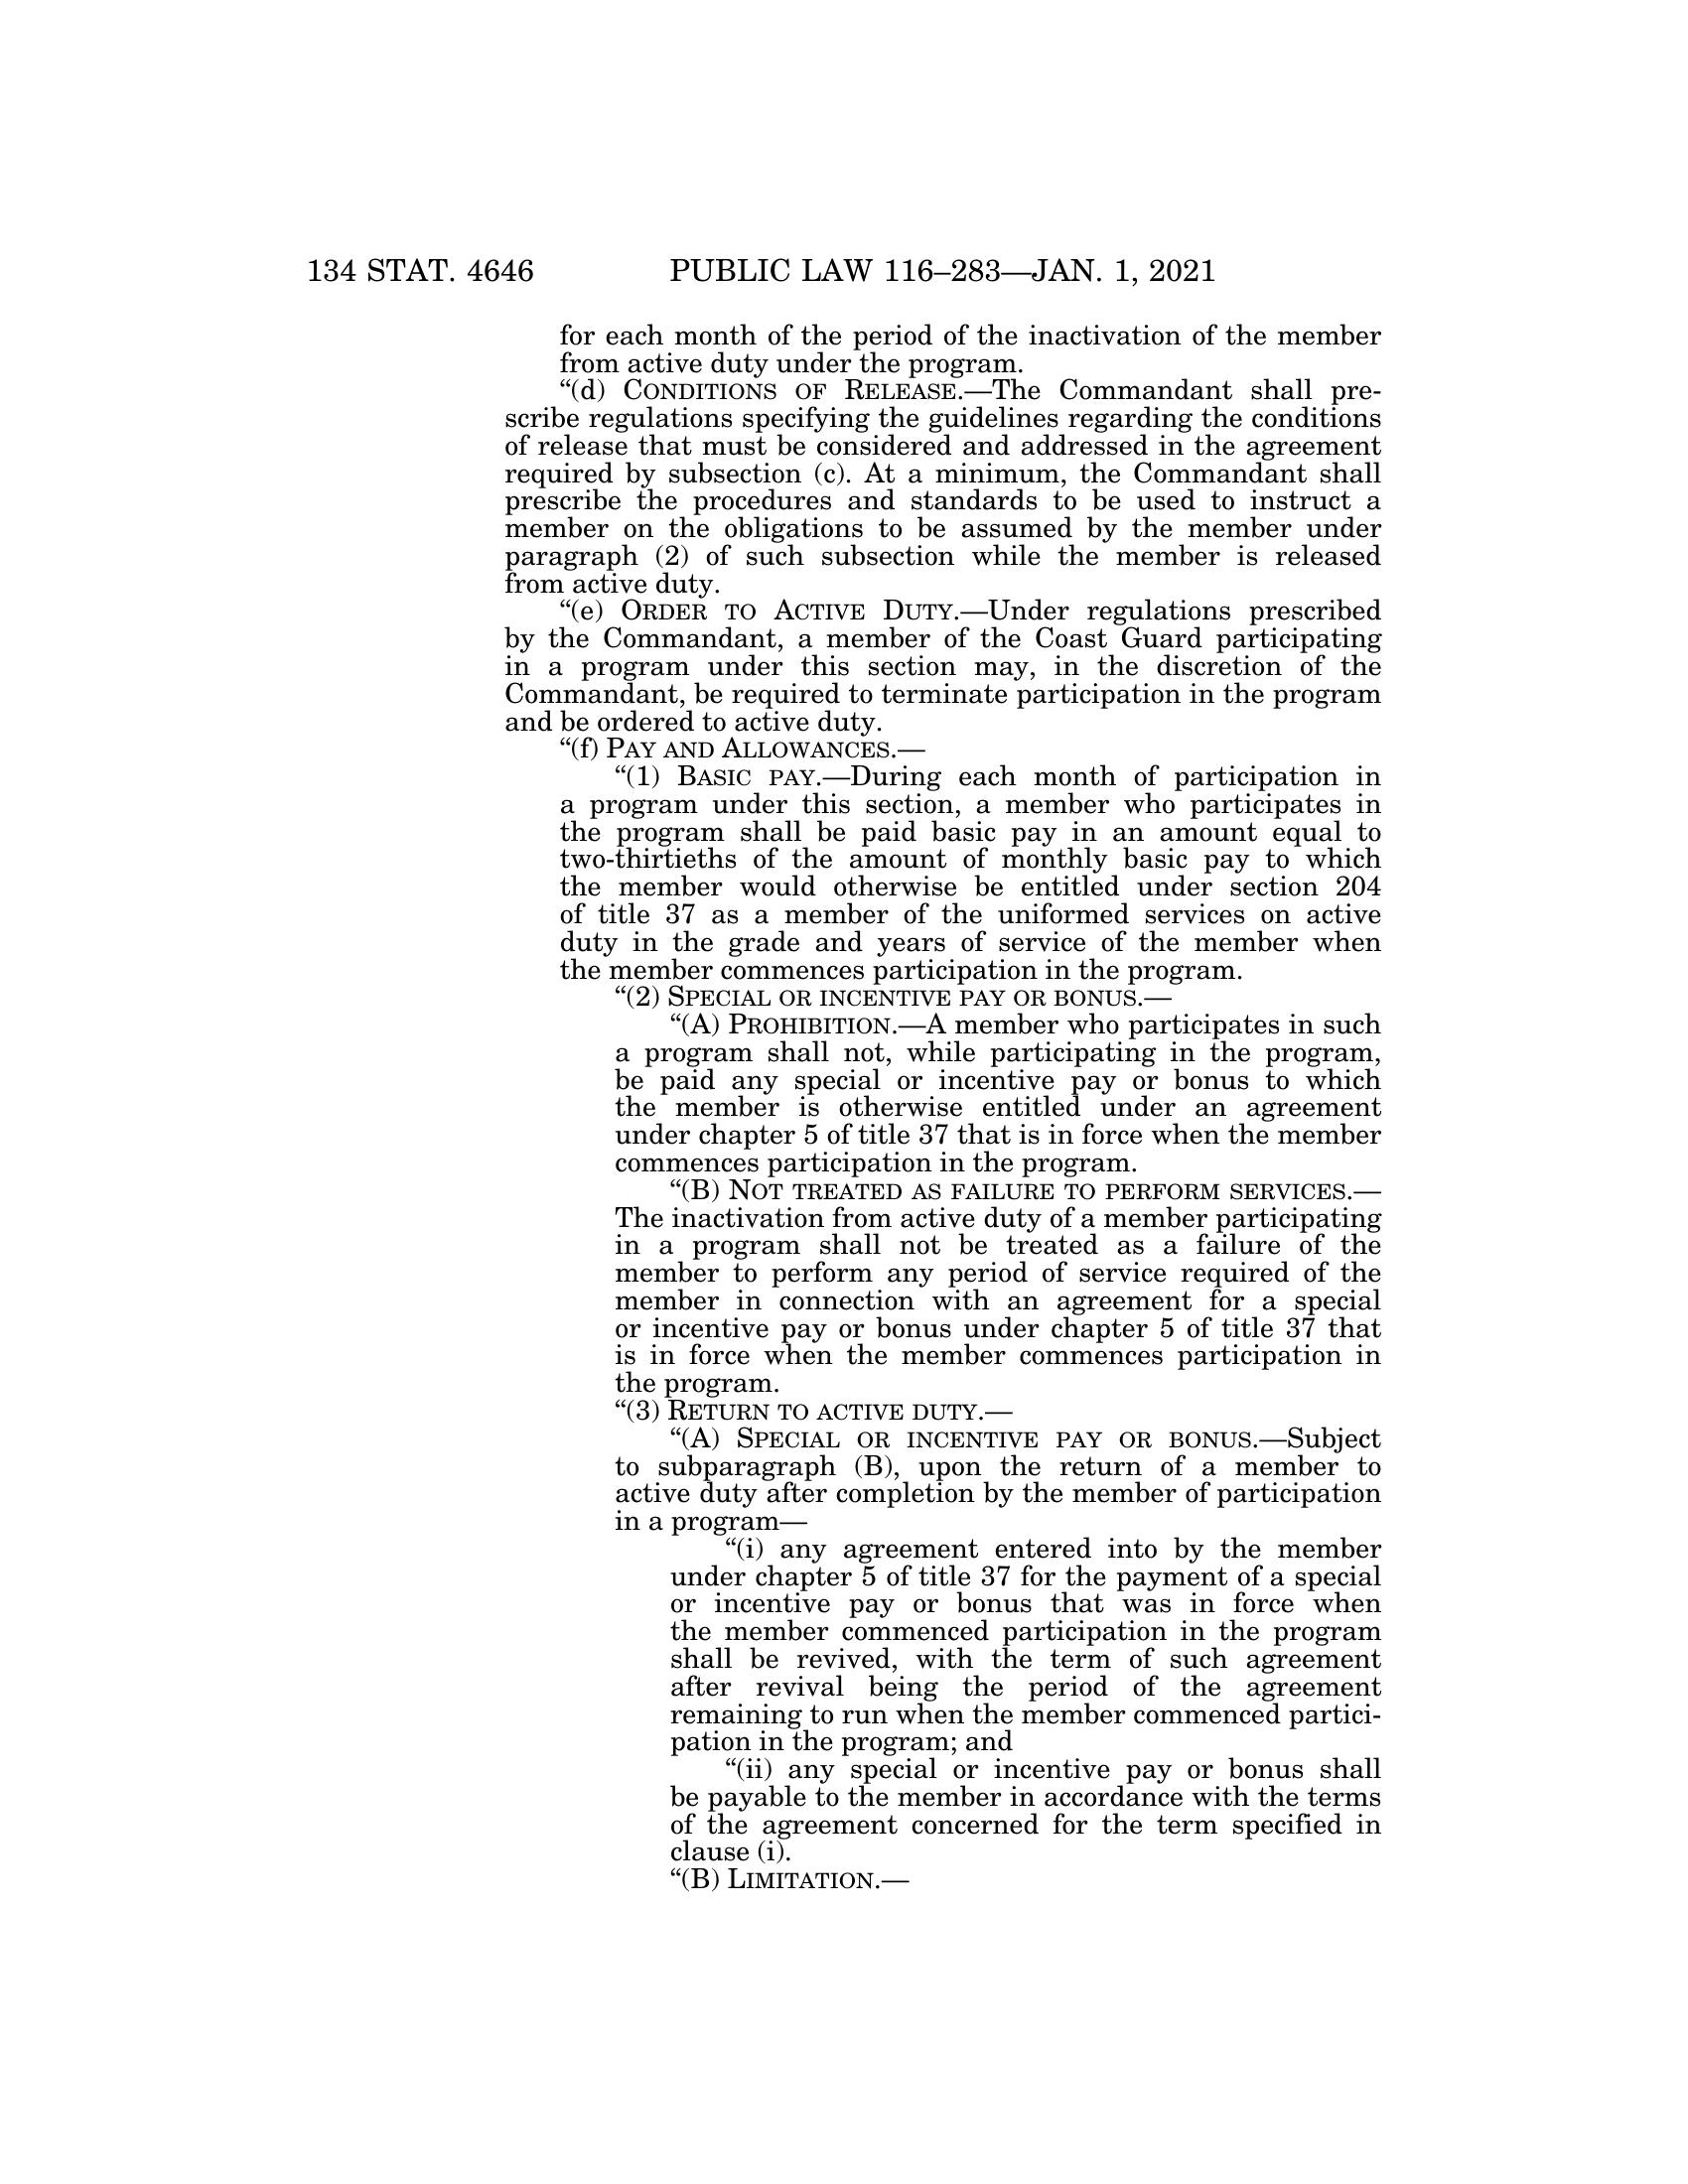 134 STAT. 4646 PUBLIC LAW 116–283—JAN. 1, 2021
for each month of the period of the inactivation of the member
from active duty under the program.
“(d) CONDITIONS OF RELEASE.—The Commandant shall pre-
scribe regulations specifying the guidelines regarding the conditions
of release that must be considered and addressed in the agreement
required by subsection (c). At a minimum, the Commandant shall
prescribe the procedures and standards to be used to instruct a
member on the obligations to be assumed by the member under
paragraph (2) of such subsection while the member is released
from active duty.
“(e) ORDER TO ACTIVE DUTY.—Under regulations prescribed
by the Commandant, a member of the Coast Guard participating
in a program under this section may, in the discretion of the
Commandant, be required to terminate participation in the program
and be ordered to active duty.
“(f) PAY AND ALLOWANCES.—
“(1) BASIC PAY.—During each month of participation in
a program under this section, a member who participates in
the program shall be paid basic pay in an amount equal to
two-thirtieths of the amount of monthly basic pay to which
the member would otherwise be entitled under section 204
of title 37 as a member of the uniformed services on active
duty in the grade and years of service of the member when
the member commences participation in the program.
“(2) SPECIAL OR INCENTIVE PAY OR BONUS.—
“(A) PROHIBITION.—A member who participates in such
a program shall not, while participating in the program,
be paid any special or incentive pay or bonus to which
the member is otherwise entitled under an agreement
under chapter 5 of title 37 that is in force when the member
commences participation in the program.
“(B) NOT TREATED AS FAILURE TO PERFORM SERVICES.—
The inactivation from active duty of a member participating
in a program shall not be treated as a failure of the
member to perform any period of service required of the
member in connection with an agreement for a special
or incentive pay or bonus under chapter 5 of title 37 that
is in force when the member commences participation in
the program.
“(3) RETURN TO ACTIVE DUTY.—
“(A) SPECIAL OR INCENTIVE PAY OR BONUS.—Subject
to subparagraph (B), upon the return of a member to
active duty after completion by the member of participation
in a program—
“(i) any agreement entered into by the member
under chapter 5 of title 37 for the payment of a special
or incentive pay or bonus that was in force when
the member commenced participation in the program
shall be revived, with the term of such agreement
after revival being the period of the agreement
remaining to run when the member commenced partici-
pation in the program; and
“(ii) any special or incentive pay or bonus shall
be payable to the member in accordance with the terms
of the agreement concerned for the term specified in
clause (i).
“(B) LIMITATION.—